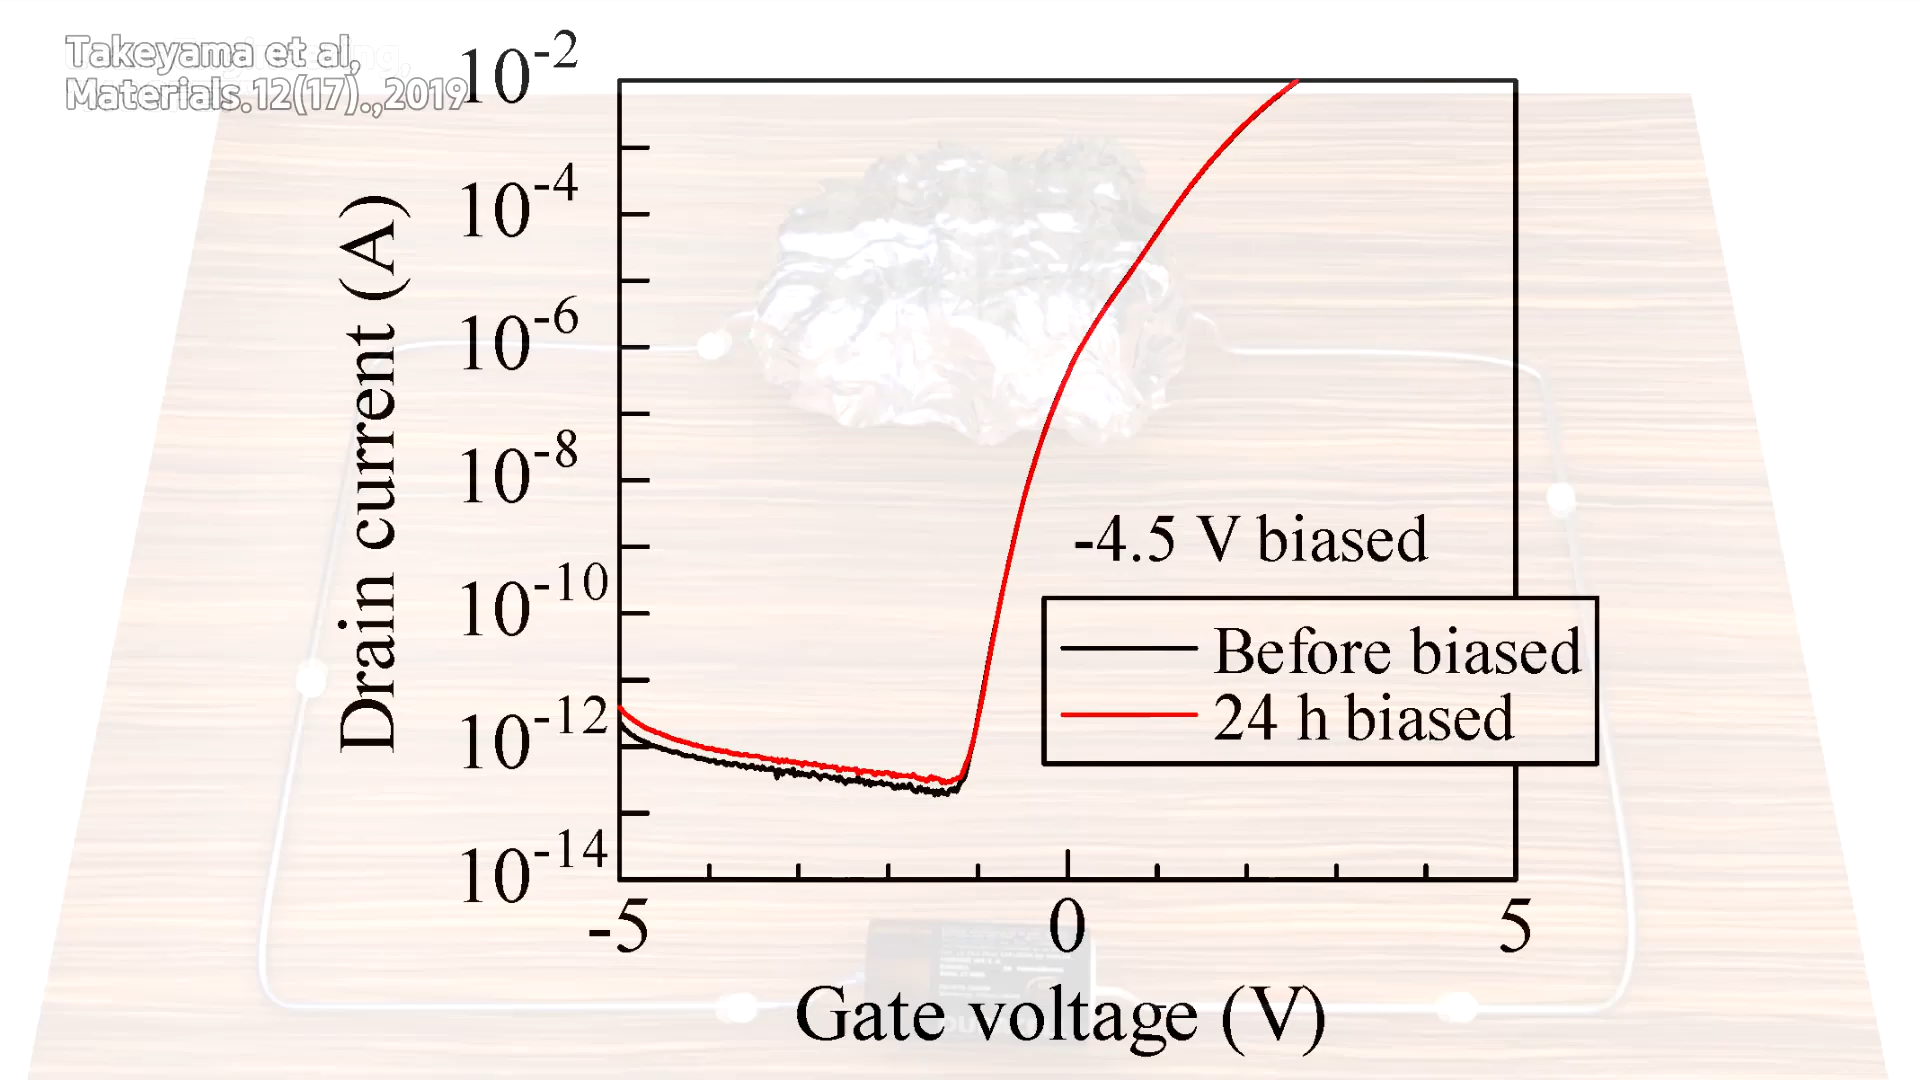 Takeyama et al,
Materials.12(17).,2019
10-2
10-4
10-6
10-8
10-10
10-12
10-14
Drain current (A)
-4.5 V biased
Before biased
24 h biased
-5 0 5
Gate voltage (V)